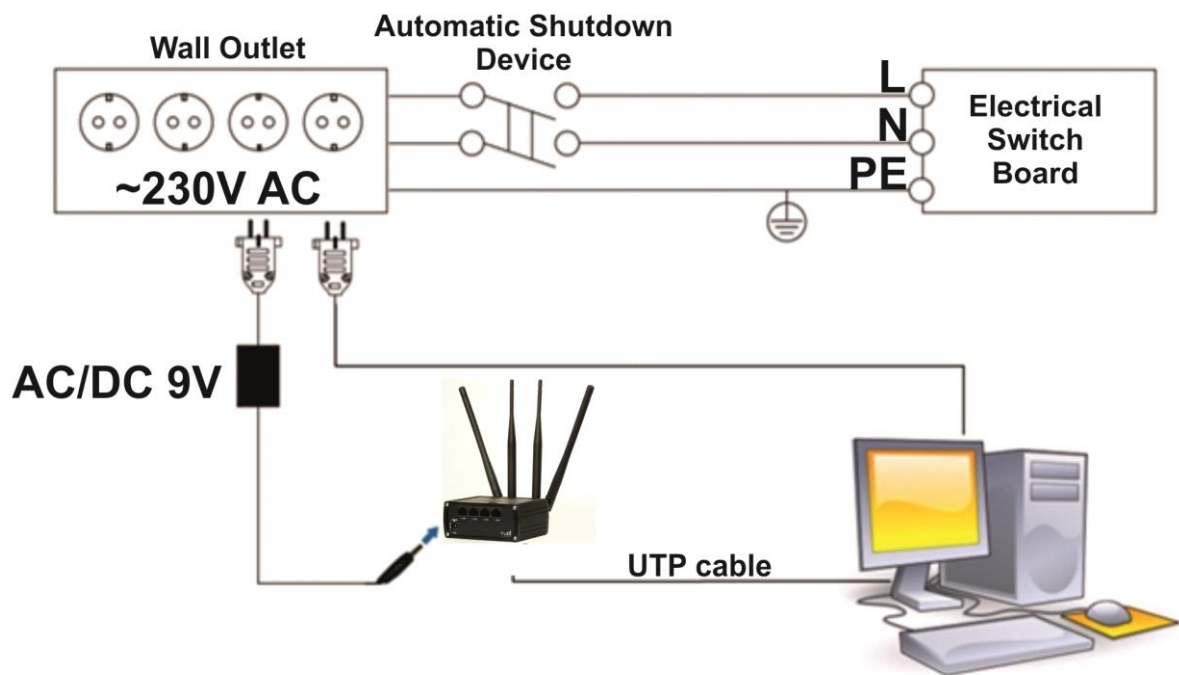 Wall Outlet
Automatic Shutdown
Device
L
N
PE
Electrical
Switch
Board
~230V AC
AC/DC 9V
UTP cable